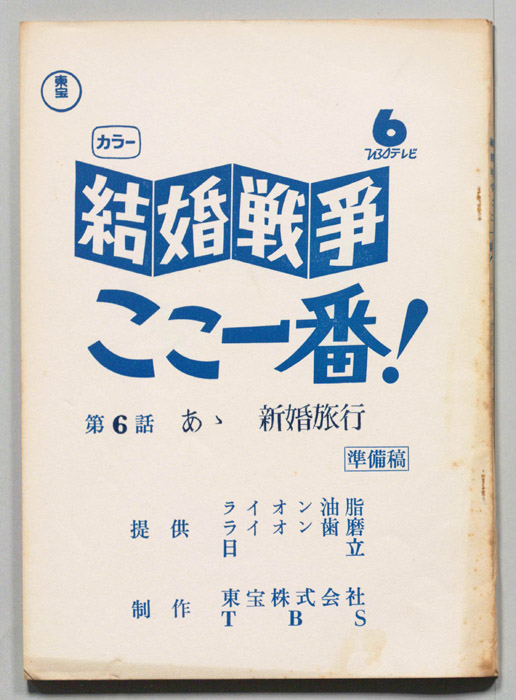 東宝
カラー
6
TBSテレビ
結婚戦争
ここ一番!
第6話 あゝ 新婚旅行
準備稿
ライオン油脂
提供 ライオン歯磨
日立
制作 東宝株式会社
TBS